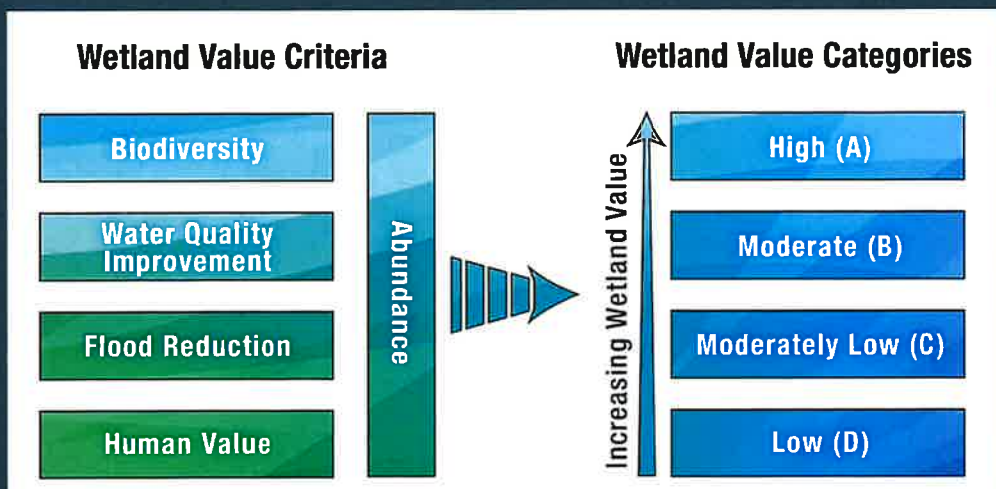 Wetland Value Criteria
Biodiversity
Water Quality
Improvement
Flood Reduction
Human Value
Abundance
Wetland Value Categories
Increasing Wetland Value
High (A)
Moderate (B)
Moderately Low (C)
Low (D)